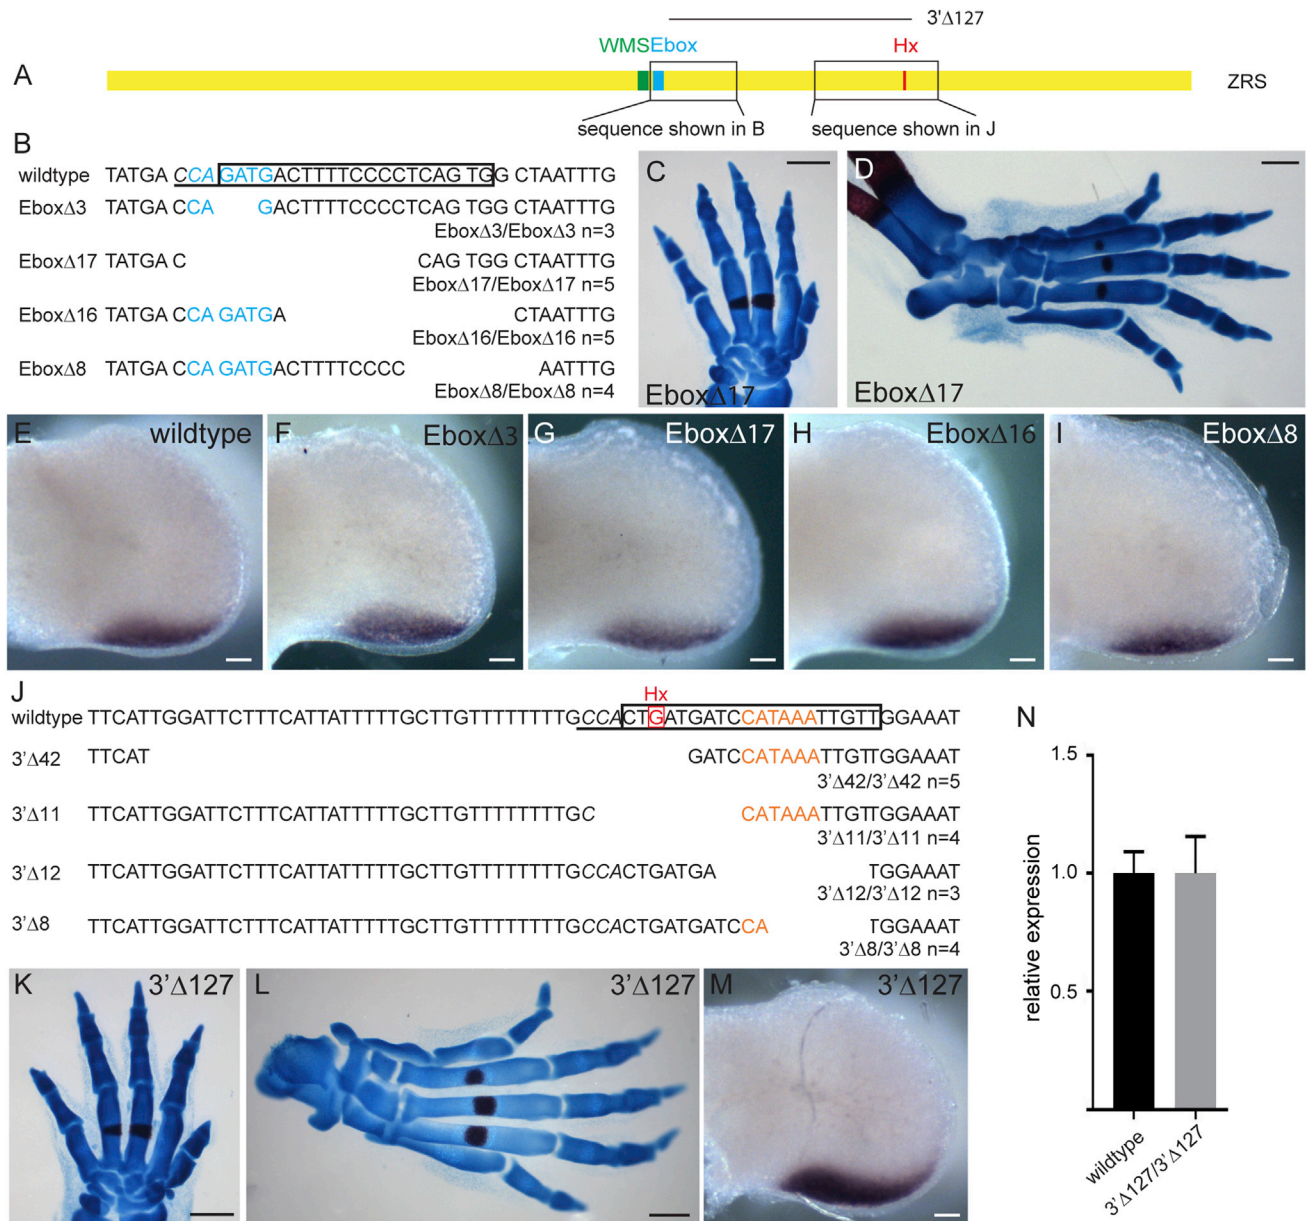 3'Δ127
WMS Ebox Hx
A ZRS
sequence shown in B sequence shown in J
B
wildtype TATGA CCA GATGACTTTTCCCCTCAG TGG CTAATTTG
EboxΔ3 TATGA CCA GACTTTTCCCCTCAG TGG CTAATTTG
EboxΔ3/EboxΔ3 n=3
EboxΔ17 TATGA C CAG TGG CTAATTTG
EboxΔ17/EboxΔ17 n=5
EboxΔ16 TATGA CCA GATGA CTAATTTG
EboxΔ16/EboxΔ16 n=5
EboxΔ8 TATGA CCA GATGACTTTTCCCC AATTTG
EboxΔ8/EboxΔ8 n=4
C
EboxΔ17
D
EboxΔ17
E wildtype
F EboxΔ3
G EboxΔ17
H EboxΔ16
I EboxΔ8
J
Hx
wildtype TTCATTGGATTCTTTCATTATTTTTGCTTGTTTTTTTTGCCACTGATGATCCATAAATTGTTGGAAAT
3'Δ42 TTCAT GATCCATAAATTGTTGGAAAT
3'Δ42/3'Δ42 n=5
3'Δ11 TTCATTGGATTCTTTCATTATTTTTGCTTGTTTTTTTTGC CATAAATTGTTGGAAAT
3'Δ11/3'Δ11 n=4
3'Δ12 TTCATTGGATTCTTTCATTATTTTTGCTTGTTTTTTTTGCCACTGATGA TGGAAAT
3'Δ12/3'Δ12 n=3
3'Δ8 TTCATTGGATTCTTTCATTATTTTTGCTTGTTTTTTTTGCCACTGATGATCCA TGGAAAT
3'Δ8/3'Δ8 n=4
K 3'Δ127
L 3'Δ127
M 3'Δ127
N
relative expression
1.5
1.0
0.5
wildtype
3'Δ127/3'Δ127